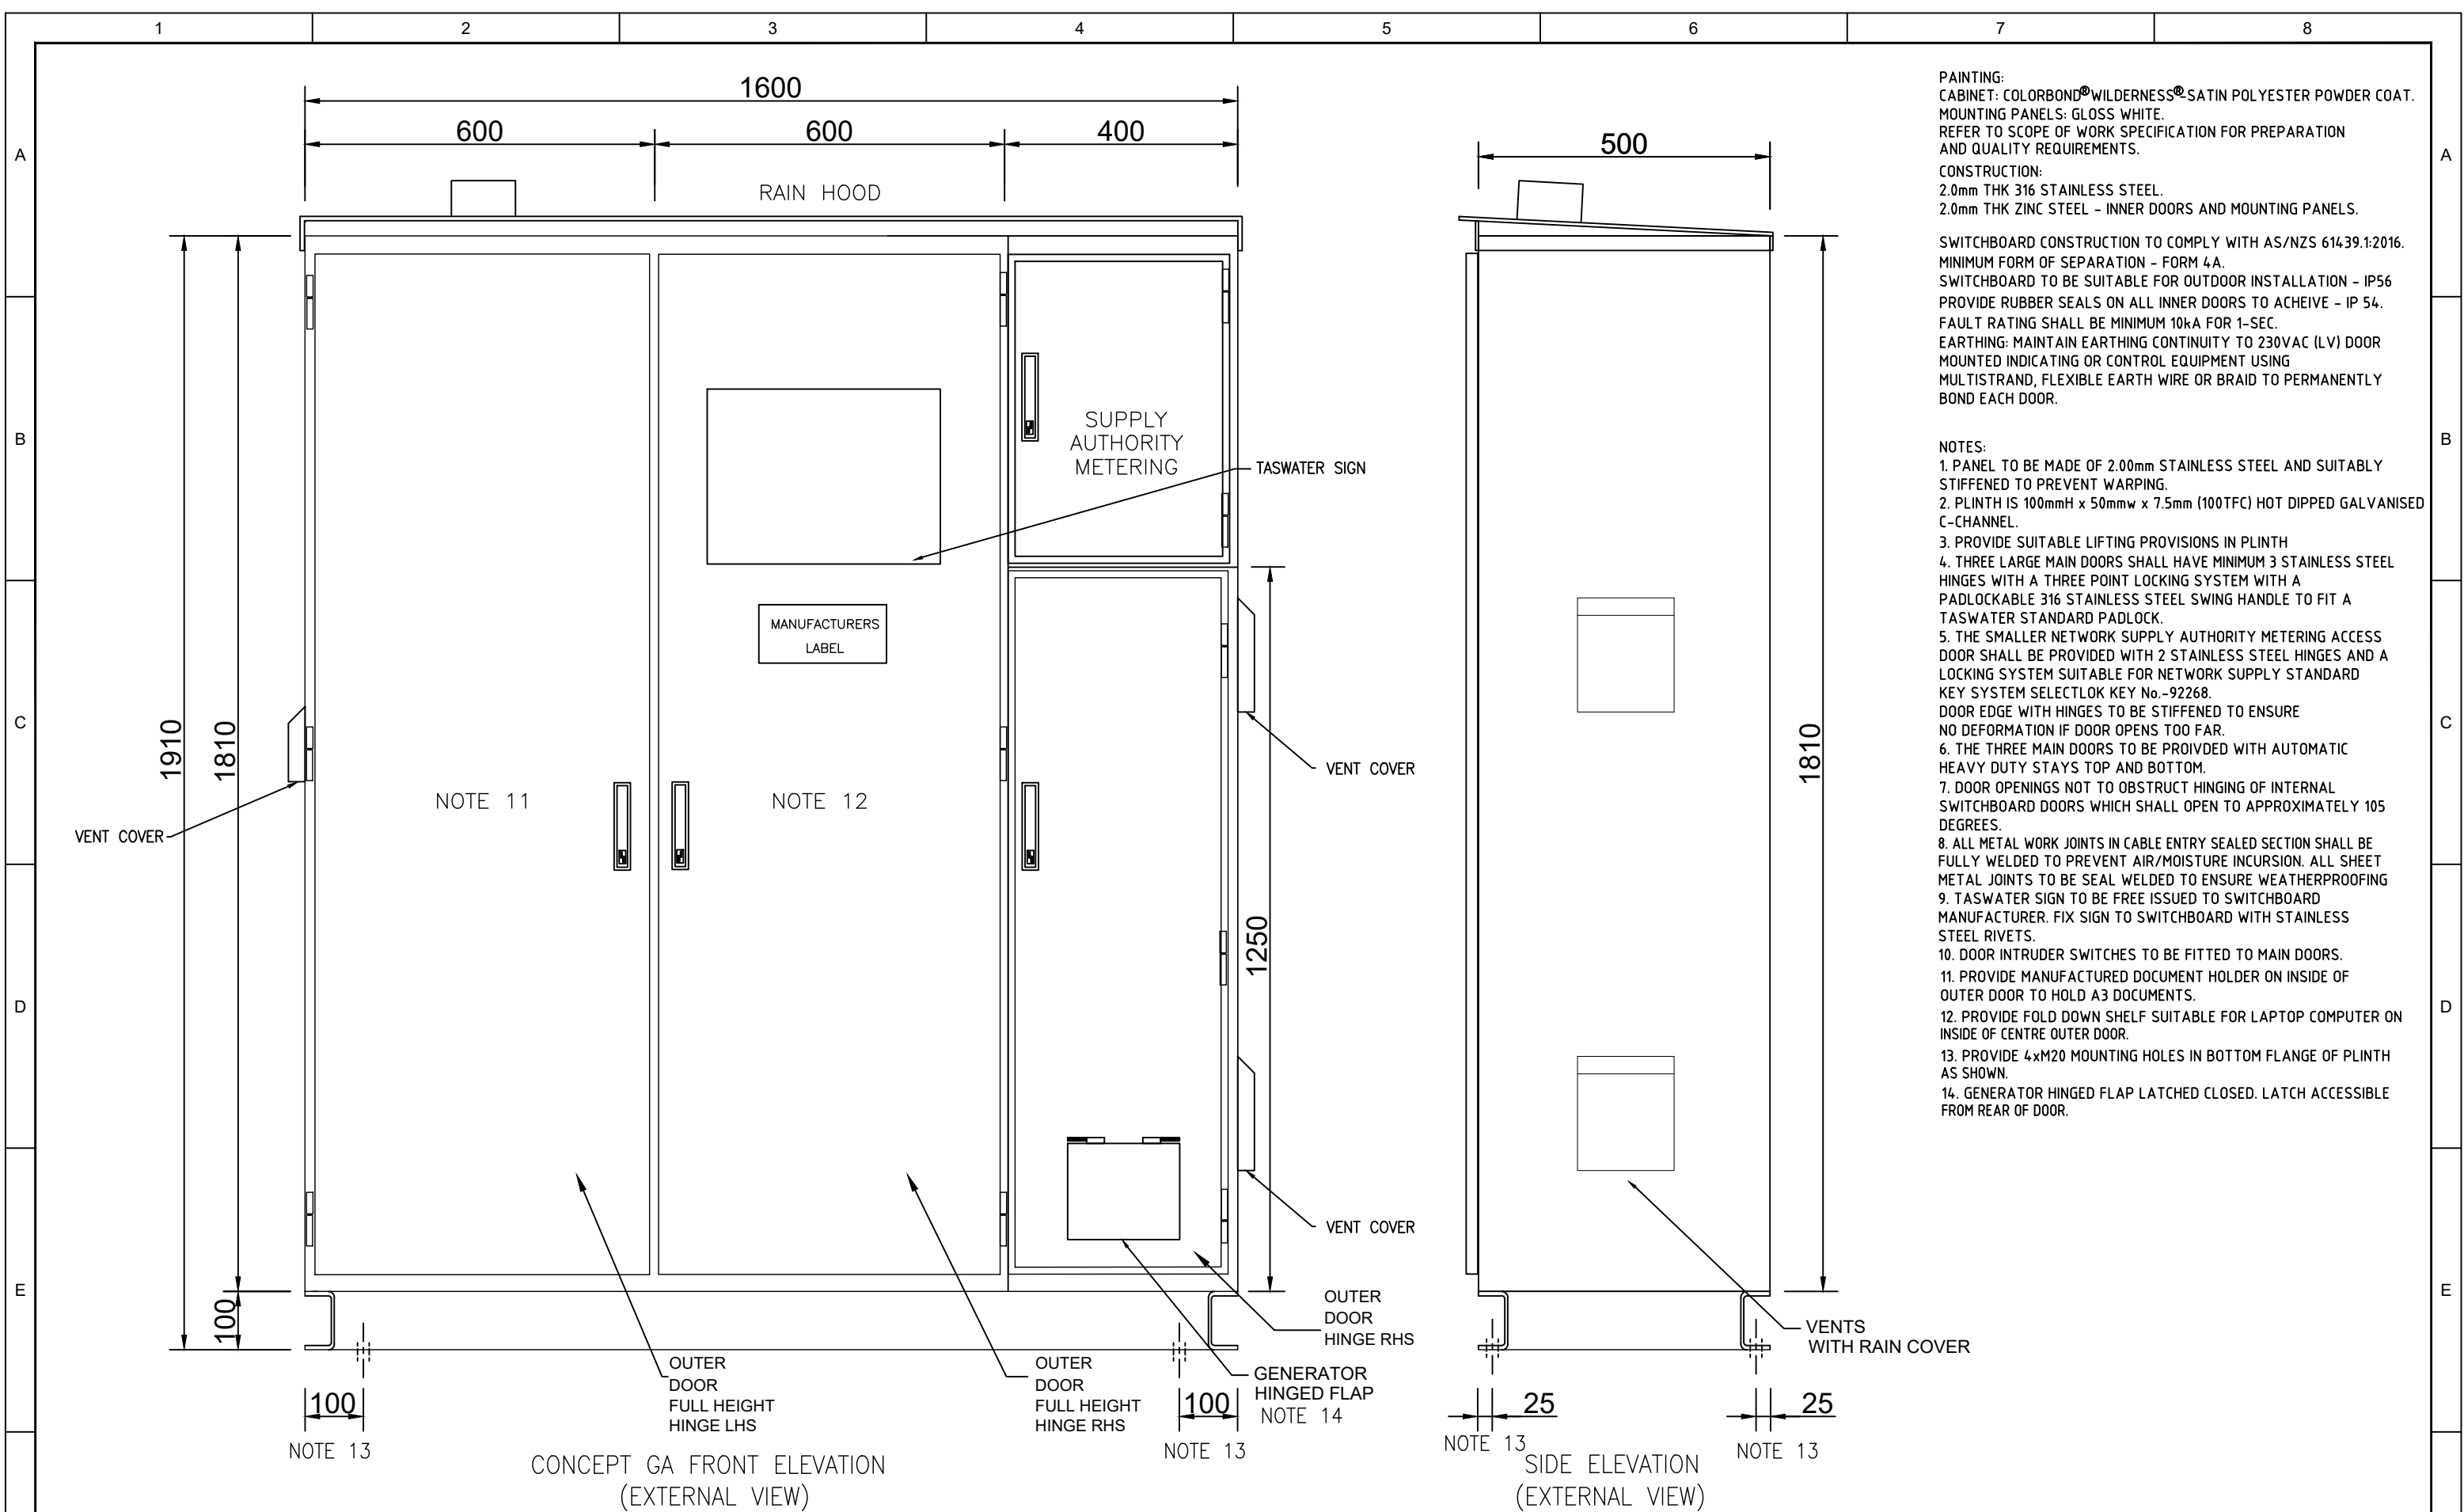 1 2 3 4 5 6 7 8
A
B
C
D
E
A
B
C
D
E
1600
600 600 400
RAIN HOOD
500
1910
1810
100
1250
1810
SUPPLY
AUTHORITY
METERING
TASWATER SIGN
MANUFACTURERS
LABEL
VENT COVER
VENT COVER
VENT COVER
NOTE 11
NOTE 12
OUTER
DOOR
HINGE RHS
OUTER
DOOR
FULL HEIGHT
HINGE LHS
OUTER
DOOR
FULL HEIGHT
HINGE RHS
GENERATOR
HINGED FLAP
NOTE 14
VENTS
WITH RAIN COVER
100
NOTE 13
100
NOTE 13
25
NOTE 13
25
NOTE 13
CONCEPT GA FRONT ELEVATION
(EXTERNAL VIEW)
SIDE ELEVATION
(EXTERNAL VIEW)
PAINTING:
CABINET: COLORBOND® WILDERNESS®-SATIN POLYESTER POWDER COAT.
MOUNTING PANELS: GLOSS WHITE.
REFER TO SCOPE OF WORK SPECIFICATION FOR PREPARATION
AND QUALITY REQUIREMENTS.
CONSTRUCTION:
2.0mm THK 316 STAINLESS STEEL.
2.0mm THK ZINC STEEL - INNER DOORS AND MOUNTING PANELS.
SWITCHBOARD CONSTRUCTION TO COMPLY WITH AS/NZS 61439.1:2016.
MINIMUM FORM OF SEPARATION - FORM 4A.
SWITCHBOARD TO BE SUITABLE FOR OUTDOOR INSTALLATION - IP56
PROVIDE RUBBER SEALS ON ALL INNER DOORS TO ACHEIVE - IP 54.
FAULT RATING SHALL BE MINIMUM 10kA FOR 1-SEC.
EARTHING: MAINTAIN EARTHING CONTINUITY TO 230VAC (LV) DOOR
MOUNTED INDICATING OR CONTROL EQUIPMENT USING
MULTISTRAND, FLEXIBLE EARTH WIRE OR BRAID TO PERMANENTLY
BOND EACH DOOR.
NOTES:
1. PANEL TO BE MADE OF 2.00mm STAINLESS STEEL AND SUITABLY
STIFFENED TO PREVENT WARPING.
2. PLINTH IS 100mmH x 50mmw x 7.5mm (100TFC) HOT DIPPED GALVANISED
C-CHANNEL.
3. PROVIDE SUITABLE LIFTING PROVISIONS IN PLINTH
4. THREE LARGE MAIN DOORS SHALL HAVE MINIMUM 3 STAINLESS STEEL
HINGES WITH A THREE POINT LOCKING SYSTEM WITH A
PADLOCKABLE 316 STAINLESS STEEL SWING HANDLE TO FIT A
TASWATER STANDARD PADLOCK.
5. THE SMALLER NETWORK SUPPLY AUTHORITY METERING ACCESS
DOOR SHALL BE PROVIDED WITH 2 STAINLESS STEEL HINGES AND A
LOCKING SYSTEM SUITABLE FOR NETWORK SUPPLY STANDARD
KEY SYSTEM SELECTLOK KEY No.-92268.
DOOR EDGE WITH HINGES TO BE STIFFENED TO ENSURE
NO DEFORMATION IF DOOR OPENS TOO FAR.
6. THE THREE MAIN DOORS TO BE PROIVDED WITH AUTOMATIC
HEAVY DUTY STAYS TOP AND BOTTOM.
7. DOOR OPENINGS NOT TO OBSTRUCT HINGING OF INTERNAL
SWITCHBOARD DOORS WHICH SHALL OPEN TO APPROXIMATELY 105
DEGREES.
8. ALL METAL WORK JOINTS IN CABLE ENTRY SEALED SECTION SHALL BE
FULLY WELDED TO PREVENT AIR/MOISTURE INCURSION. ALL SHEET
METAL JOINTS TO BE SEAL WELDED TO ENSURE WEATHERPROOFING
9. TASWATER SIGN TO BE FREE ISSUED TO SWITCHBOARD
MANUFACTURER. FIX SIGN TO SWITCHBOARD WITH STAINLESS
STEEL RIVETS.
10. DOOR INTRUDER SWITCHES TO BE FITTED TO MAIN DOORS.
11. PROVIDE MANUFACTURED DOCUMENT HOLDER ON INSIDE OF
OUTER DOOR TO HOLD A3 DOCUMENTS.
12. PROVIDE FOLD DOWN SHELF SUITABLE FOR LAPTOP COMPUTER ON
INSIDE OF CENTRE OUTER DOOR.
13. PROVIDE 4xM20 MOUNTING HOLES IN BOTTOM FLANGE OF PLINTH
AS SHOWN.
14. GENERATOR HINGED FLAP LATCHED CLOSED. LATCH ACCESSIBLE
FROM REAR OF DOOR.